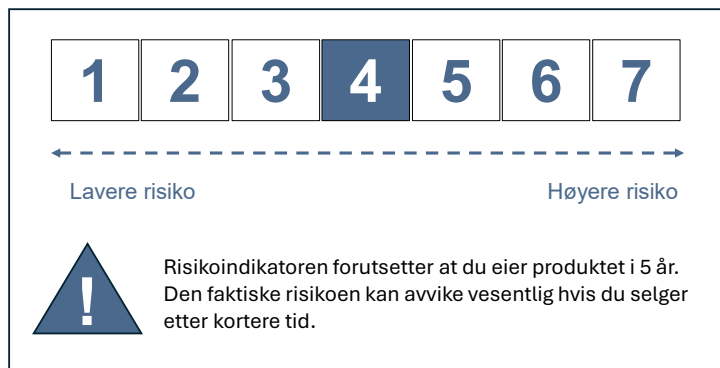 1 2 3 4 5 6 7
Lavere risiko Høyere risiko
! Risikoindikatoren forutsetter at du eier produktet i 5 år.
Den faktiske risikoen kan avvike vesentlig hvis du selger
etter kortere tid.